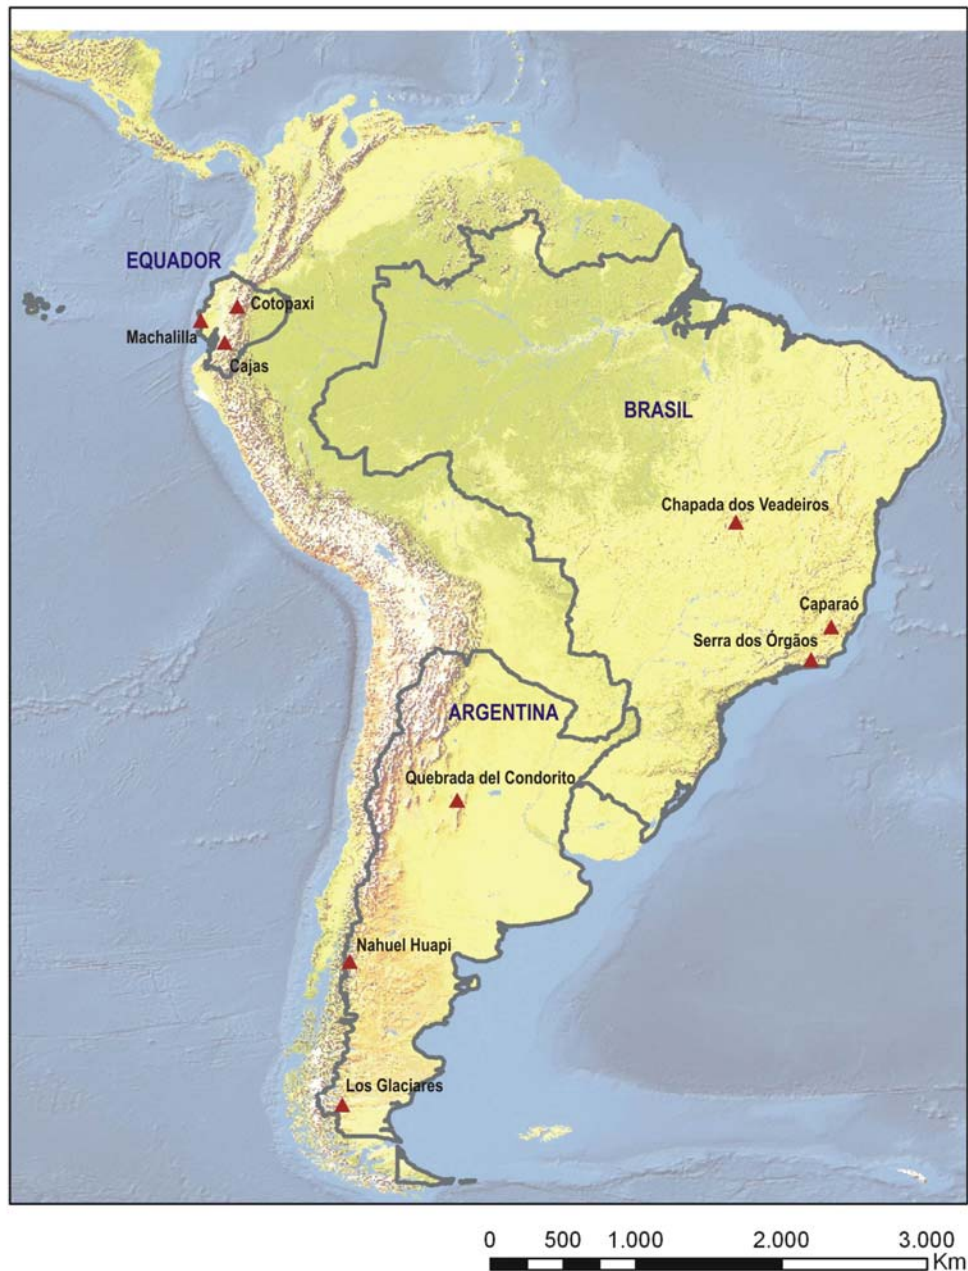 EQUADOR
Cotopaxi
Machalilla
Cajas
BRASIL
Chapada dos Veadeiros
Caparaó
Serra dos Órgãos
ARGENTINA
Quebrada del Condorito
Nahuel Huapi
Los Glaciares
0 500 1.000 2.000 3.000
Km